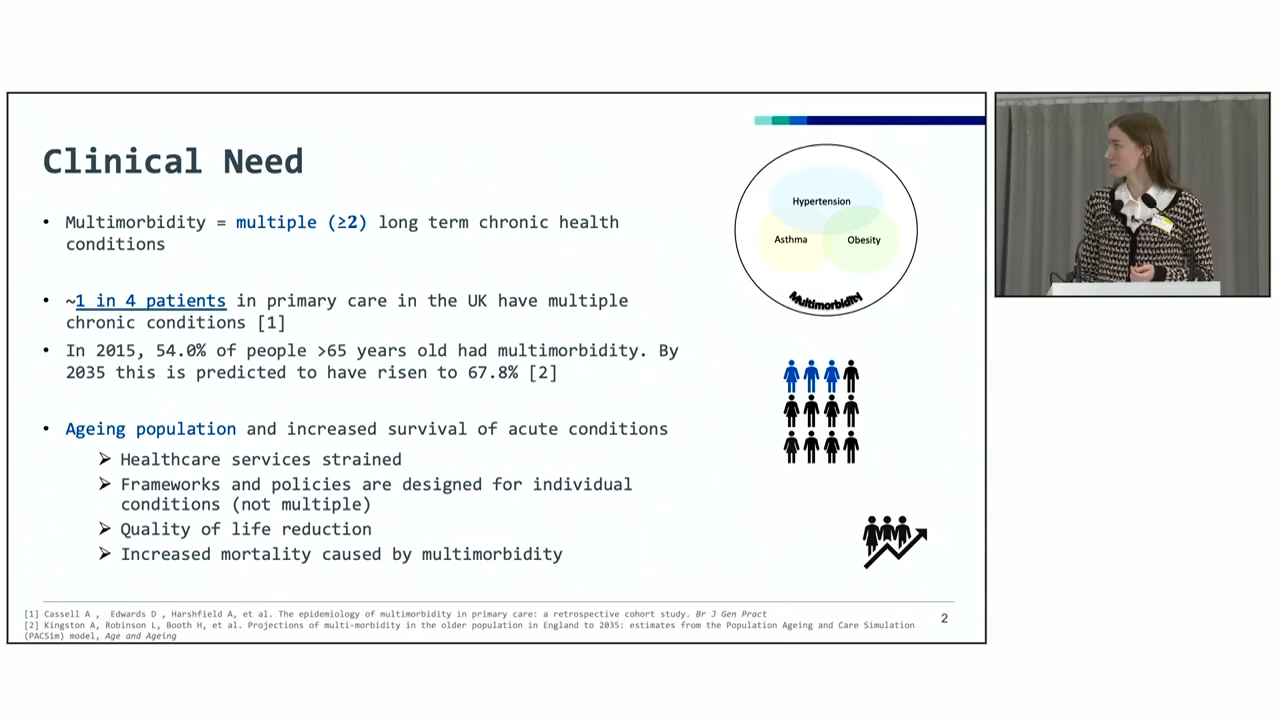 Clinical Need
• Multimorbidity = multiple (≥2) long term chronic health
conditions
• ~1 in 4 patients in primary care in the UK have multiple
chronic conditions [1]
• In 2015, 54.0% of people >65 years old had multimorbidity. By
2035 this is predicted to have risen to 67.8% [2]
• Ageing population and increased survival of acute conditions
➤ Healthcare services strained
➤ Frameworks and policies are designed for individual
conditions (not multiple)
➤ Quality of life reduction
➤ Increased mortality caused by multimorbidity
Hypertension
Asthma
Obesity
Multimorbidity
[1] Cassell A , Edwards D , Harshfield A, et al. The epidemiology of multimorbidity in primary care: a retrospective cohort study. Br J Gen Pract
[2] Kingston A, Robinson L, Booth H, et al. Projections of multi-morbidity in the older population in England to 2035: estimates from the Population Ageing and Care Simulation
(PACSim) model, Age and Ageing
2